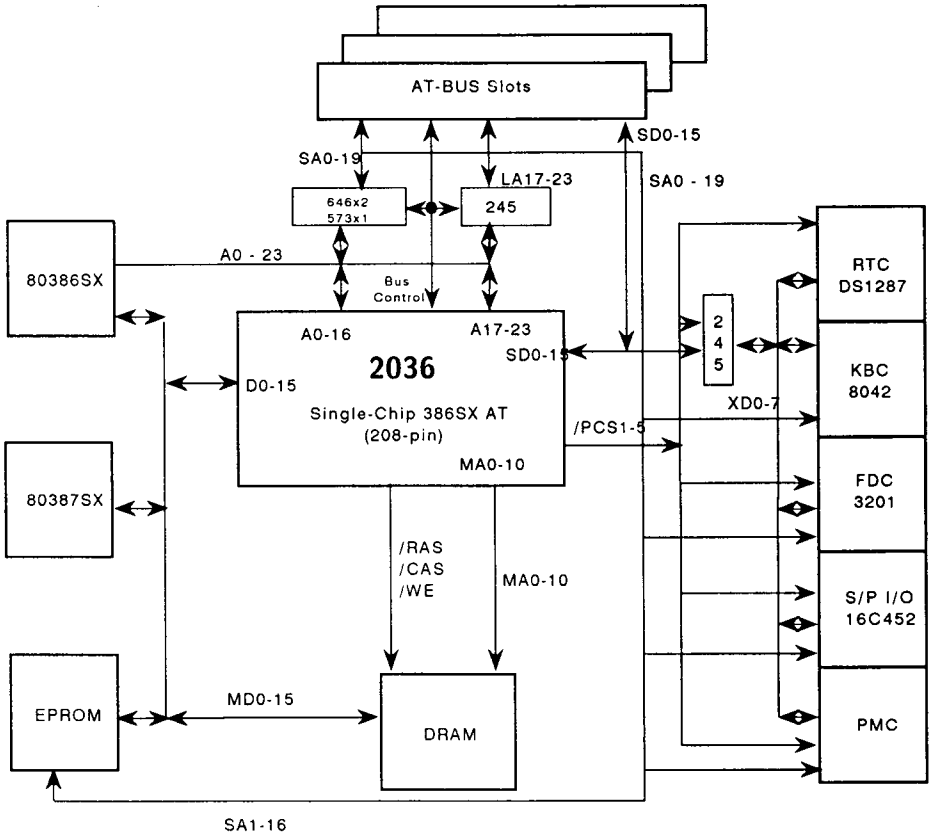 AT-BUS Slots
SD0-15
SA0-19
SA0 - 19
LA17-23
646x2
573x1
245
80386SX
A0 - 23
Bus
Control
RTC
DS1287
A0-16
A17-23
2
4
5
SD0-15
2036
D0-15
KBC
8042
Single-Chip 386SX AT
(208-pin)
XD0-7
/PCS1-5
MA0-10
80387SX
FDC
3201
/RAS
/CAS
/WE
MA0-10
S/P I/O
16C452
EPROM
MD0-15
DRAM
PMC
SA1-16